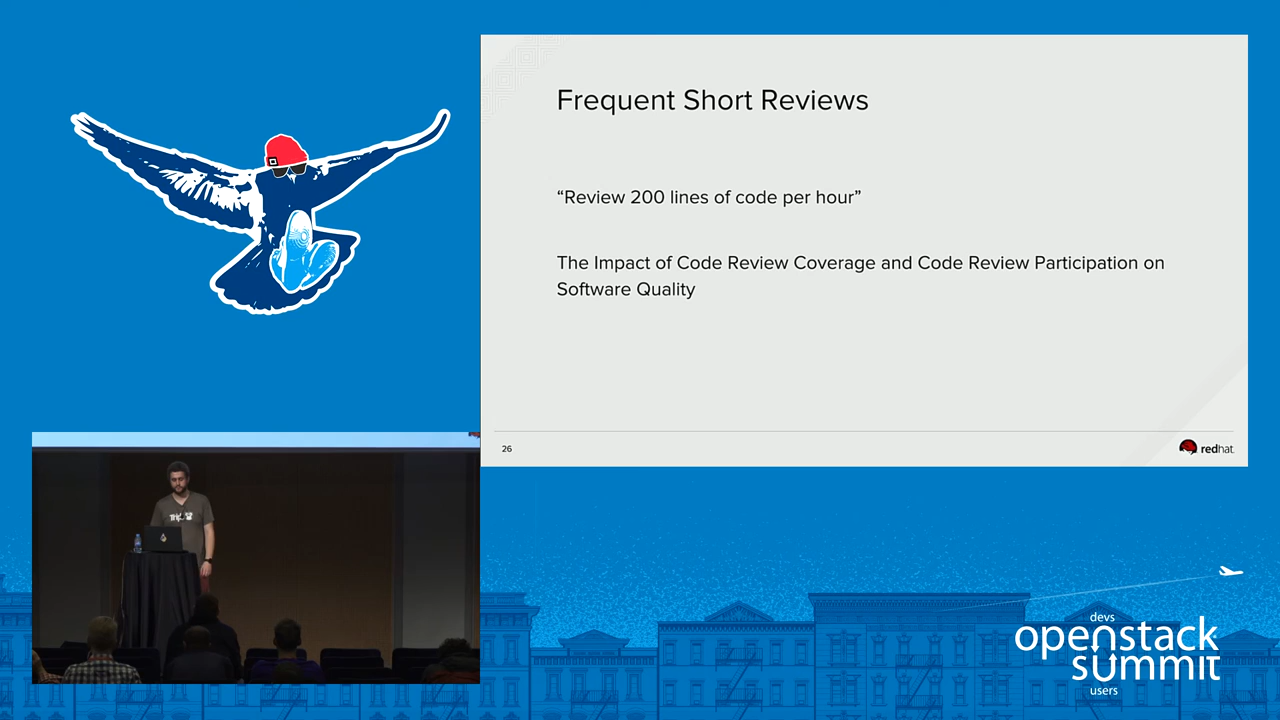 Frequent Short Reviews
“Review 200 lines of code per hour”
The Impact of Code Review Coverage and Code Review Participation on
Software Quality
26
redhat.
devs
openstack
summit
users